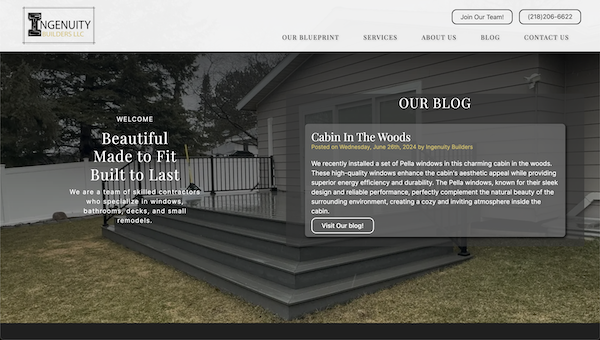 INGENUITY
BUILDERS LLC
Join Our Team!
(218)206-6622
OUR BLUEPRINT
SERVICES
ABOUT US
BLOG
CONTACT US
WELCOME
Beautiful
Made to Fit
Built to Last
We are a team of skilled contractors
who specialize in windows,
bathrooms, decks, and small
remodels.
OUR BLOG
Cabin In The Woods
Posted on Wednesday, June 26th, 2024 by Ingenuity Builders
We recently installed a set of Pella windows in this charming cabin in the woods.
These high-quality windows enhance the cabin's aesthetic appeal while providing
superior energy efficiency and durability. The Pella windows, known for their sleek
design and reliable performance, perfectly complement the natural beauty of the
surrounding environment, creating a cozy and inviting atmosphere inside the
cabin.
Visit Our blog!